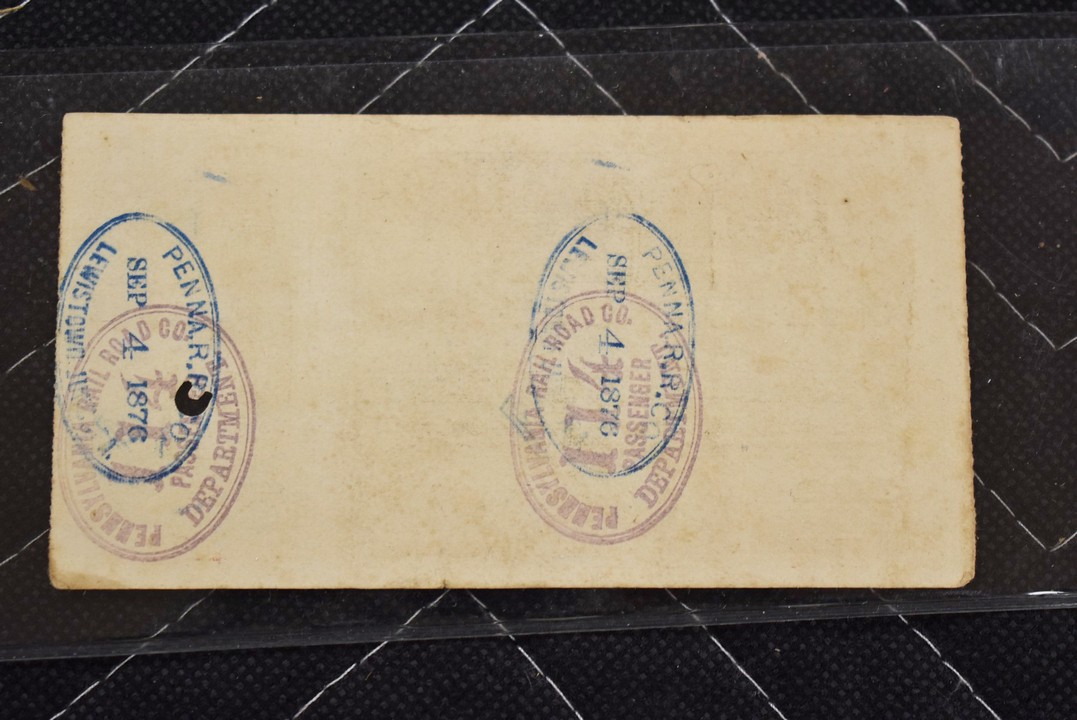 PENNA.R.R.CO.
SEP 4 1876
LEWISTOWN
PENNSYLVANIA RAIL ROAD CO.
PASSENGER
DEPARTMENT
PENNA.R.R.CO.
SEP 4 1876
PENNSYLVANIA RAIL ROAD CO.
PASSENGER
DEPARTMENT